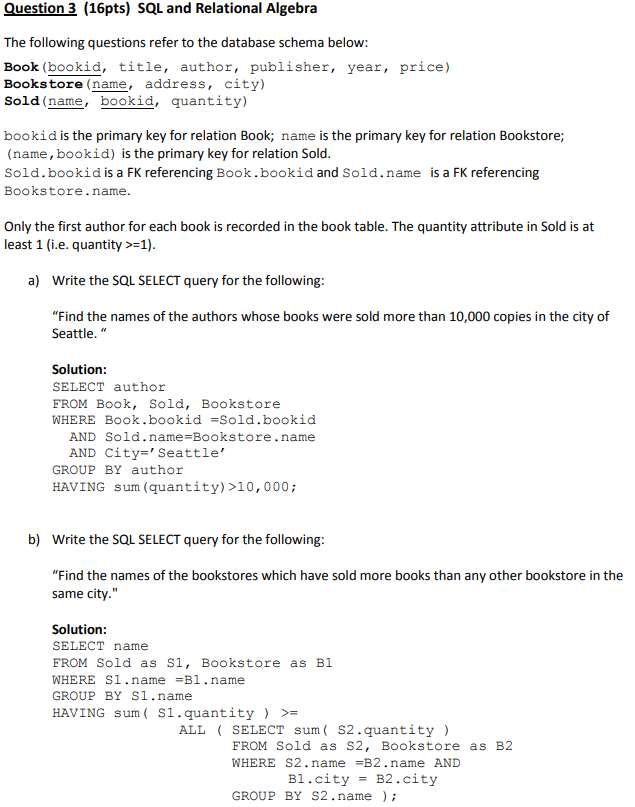 Question 3 (16pts) SQL and Relational Algebra
The following questions refer to the database schema below:
Book(bookid, title, author, publisher, year, price)
Bookstore(name, address, city)
Sold(name, bookid, quantity)
bookid is the primary key for relation Book; name is the primary key for relation Bookstore;
(name,bookid) is the primary key for relation Sold.
Sold.bookid is a FK referencing Book.bookid and Sold.name is a FK referencing
Bookstore.name.
Only the first author for each book is recorded in the book table. The quantity attribute in Sold is at
least 1 (i.e. quantity >=1).
a) Write the SQL SELECT query for the following:
“Find the names of the authors whose books were sold more than 10,000 copies in the city of
Seattle. “
Solution:
SELECT author
FROM Book, Sold, Bookstore
WHERE Book.bookid =Sold.bookid
AND Sold.name=Bookstore.name
AND City=’Seattle’
GROUP BY author
HAVING sum(quantity)>10,000;
b) Write the SQL SELECT query for the following:
“Find the names of the bookstores which have sold more books than any other bookstore in the
same city."
Solution:
SELECT name
FROM Sold as S1, Bookstore as B1
WHERE S1.name =B1.name
GROUP BY S1.name
HAVING sum( S1.quantity ) >=
ALL ( SELECT sum( S2.quantity )
FROM Sold as S2, Bookstore as B2
WHERE S2.name =B2.name AND
B1.city = B2.city
GROUP BY S2.name );